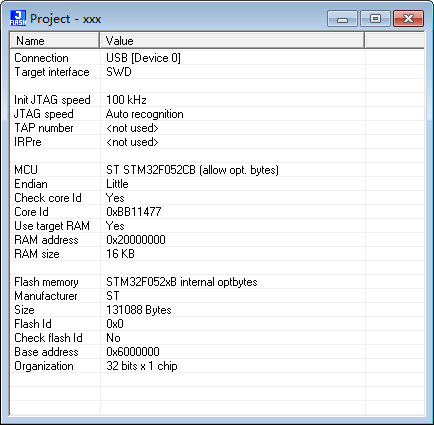 J
FLASH
Project - xxx
Name Value
Connection USB [Device 0]
Target interface SWD
Init JTAG speed 100 kHz
JTAG speed Auto recognition
TAP number <not used>
IRPre <not used>
MCU ST STM32F052CB (allow opt. bytes)
Endian Little
Check core Id Yes
Core Id 0xBB11477
Use target RAM Yes
RAM address 0x20000000
RAM size 16 KB
Flash memory STM32F052xB internal optbytes
Manufacturer ST
Size 131088 Bytes
Flash Id 0x0
Check flash Id No
Base address 0x6000000
Organization 32 bits x 1 chip